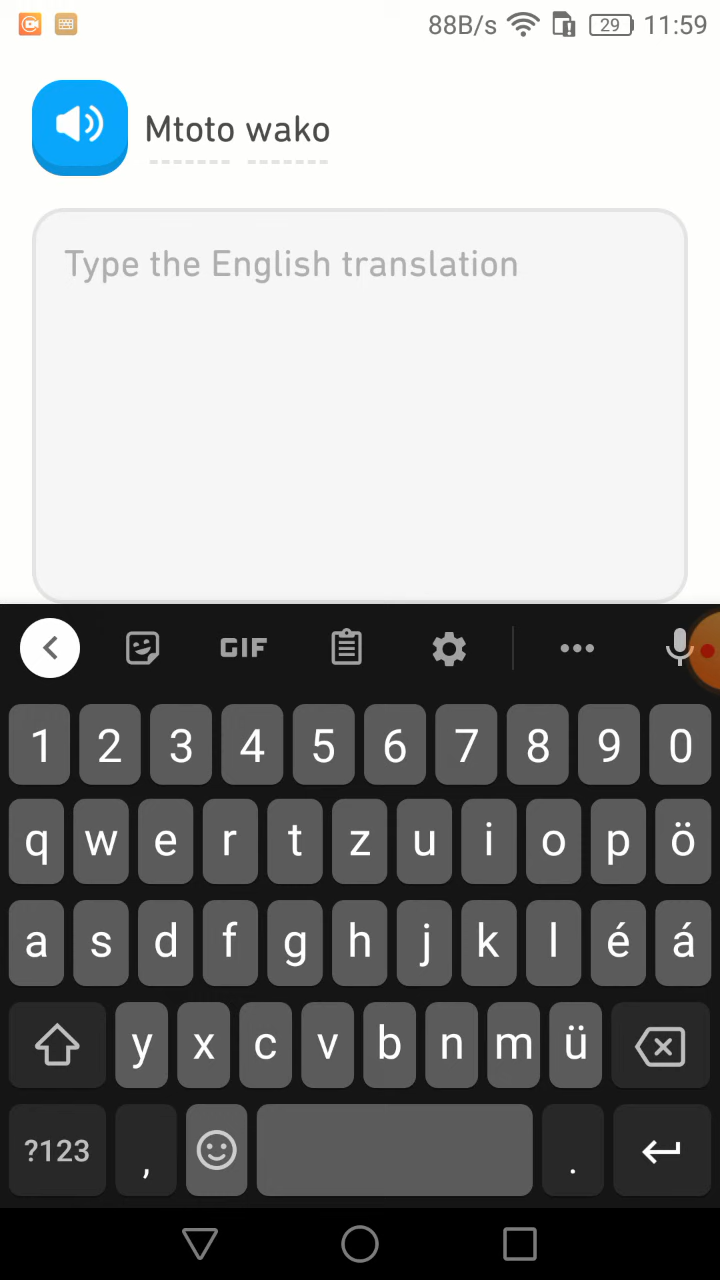 88B/s 29 11:59
Mtoto wako
Type the English translation
GIF
1 2 3 4 5 6 7 8 9 0
q w e r t z u i o p ö
a s d f g h j k l é á
y x c v b n m ü
?123 , .